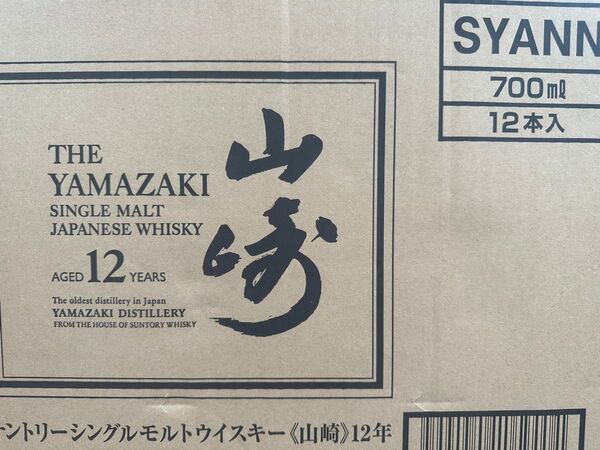 SYANN
700ml
12本入
THE
YAMAZAKI
SINGLE MALT
JAPANESE WHISKY
AGED 12 YEARS
The oldest distillery in Japan
YAMAZAKI DISTILLERY
FROM THE HOUSE OF SUNTORY WHISKY
山崎
ントリーシングルモルトウイスキー《山崎》12年